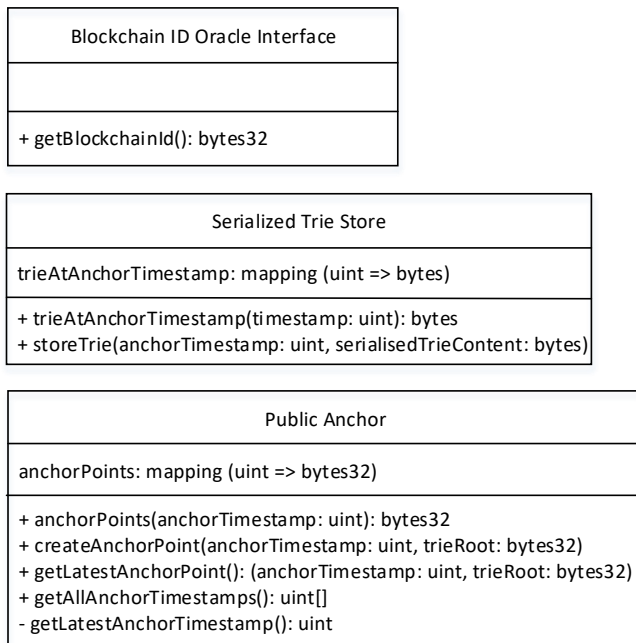 Blockchain ID Oracle Interface
+ getBlockchainId(): bytes32
Serialized Trie Store
trieAtAnchorTimestamp: mapping (uint => bytes)
+ trieAtAnchorTimestamp(timestamp: uint): bytes
+ storeTrie(anchorTimestamp: uint, serialisedTrieContent: bytes)
Public Anchor
anchorPoints: mapping (uint => bytes32)
+ anchorPoints(anchorTimestamp: uint): bytes32
+ createAnchorPoint(anchorTimestamp: uint, trieRoot: bytes32)
+ getLatestAnchorPoint(): (anchorTimestamp: uint, trieRoot: bytes32)
+ getAllAnchorTimestamps(): uint[]
- getLatestAnchorTimestamp(): uint